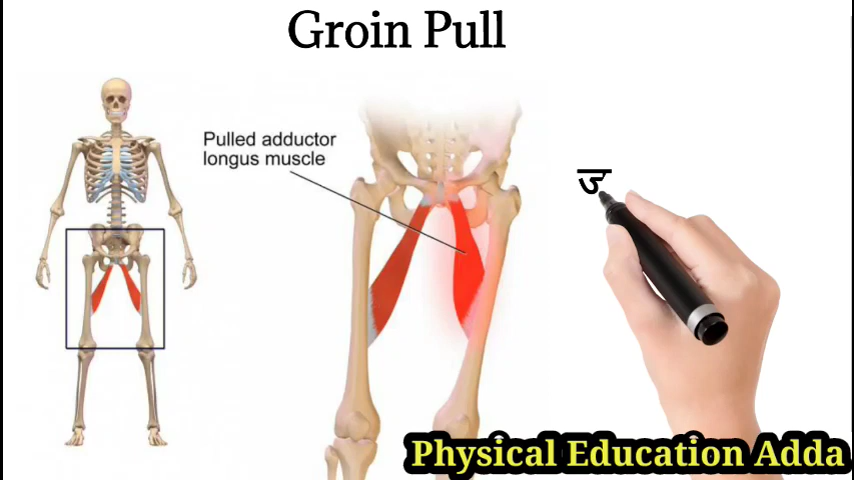 Groin Pull
Pulled adductor
longus muscle
Physical Education Adda